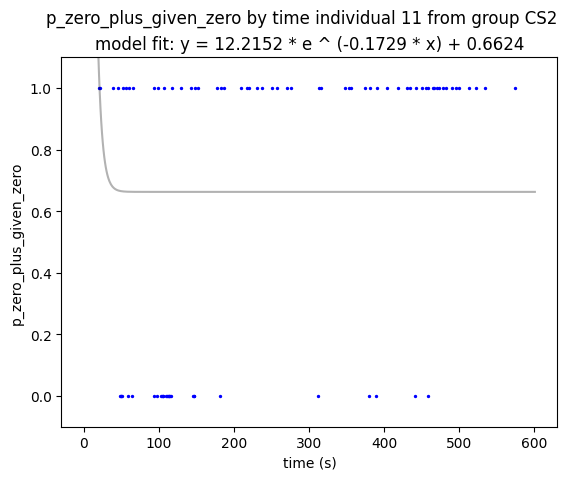 p_zero_plus_given_zero by time individual 11 from group CS2
model fit: y = 12.2152 * e ^ (-0.1729 * x) + 0.6624
1.0
0.8
0.6
0.4
0.2
0.0
p_zero_plus_given_zero
0 100 200 300 400 500 600
time (s)